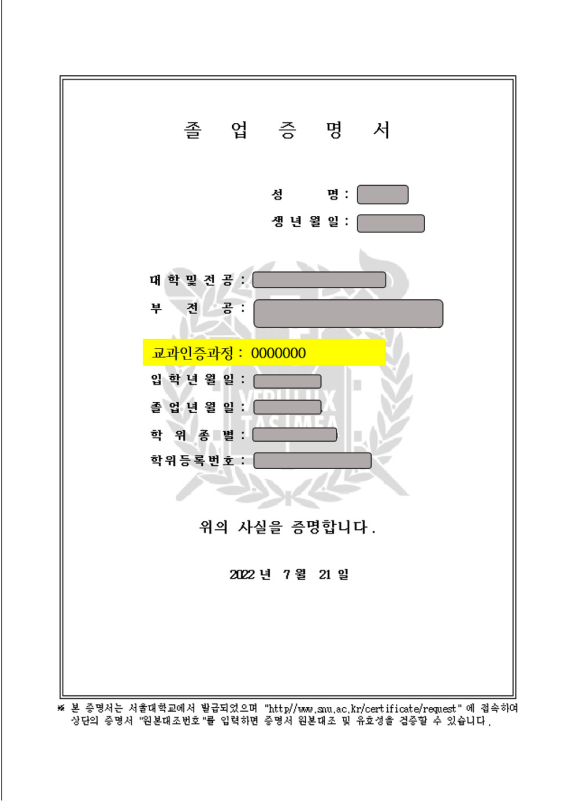 졸 업 증 명 서
성 명 :
생 년 월 일 :
대 학 및 전 공 :
부 전 공 :
교과인증과정 : 0000000
입 학 년 월 일 :
졸 업 년 월 일 :
학 위 종 별 :
학 위 등 록 번 호 :
VERI LUX
TAS MEA
위의 사실을 증명합니다.
2022 년 7 월 21 일
※ 본 증명서는 서울대학교에서 발급되었으며 "http//www.snu.ac.kr/certificate/request" 에 접속하여
상단의 증명서 "원본대조번호"를 입력하면 증명서 원본대조 및 유효성을 검증할 수 있습니다.